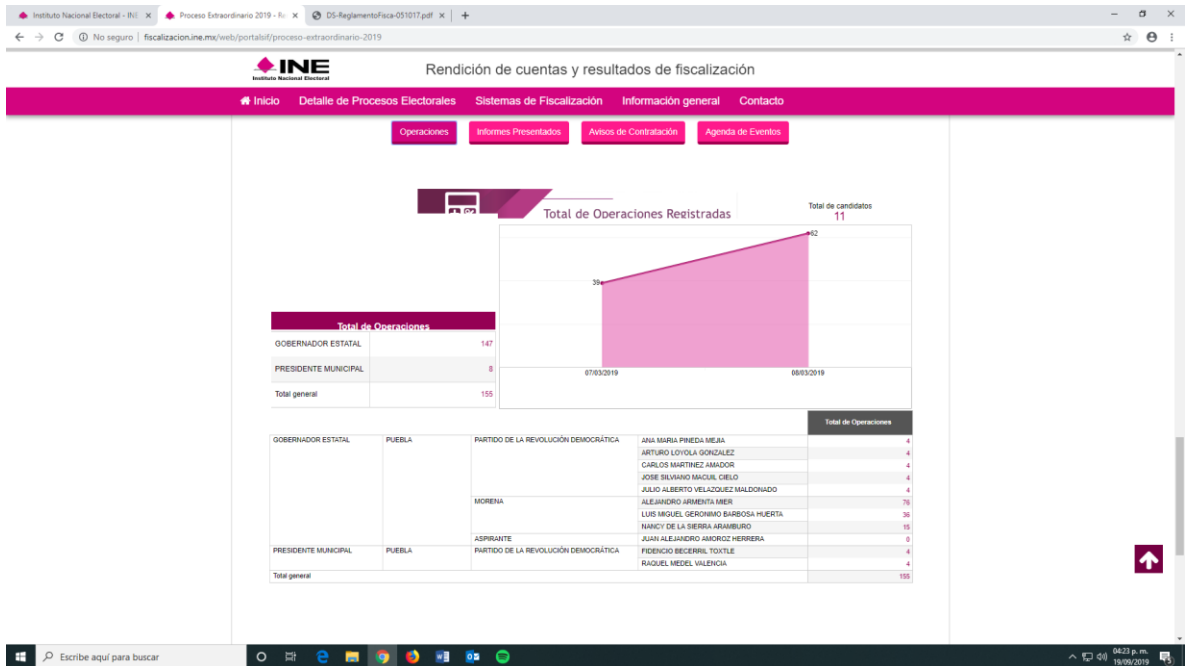 Instituto Nacional Electoral - INE
Proceso Extraordinario 2019 - Re
DS-ReglamentoFisca-051017.pdf
No seguro | fiscalizacion.ine.mx/web/portalsif/proceso-extraordinario-2019
INE
Instituto Nacional Electoral
Rendición de cuentas y resultados de fiscalización
Inicio Detalle de Procesos Electorales Sistemas de Fiscalización Información general Contacto
Operaciones Informes Presentados Avisos de Contratación Agenda de Eventos
Total de Operaciones Registradas
Total de candidatos
11
62
39
07/03/2019 08/03/2019
Total de Operaciones
GOBERNADOR ESTATAL 147
PRESIDENTE MUNICIPAL 8
Total general 155
Total de Operaciones
GOBERNADOR ESTATAL PUEBLA PARTIDO DE LA REVOLUCIÓN DEMOCRÁTICA ANA MARIA PINEDA MEJIA 4
ARTURO LOYOLA GONZALEZ 4
CARLOS MARTINEZ AMADOR 4
JOSE SILVIANO MACUIL CIELO 4
JULIO ALBERTO VELAZQUEZ MALDONADO 4
MORENA ALEJANDRO ARMENTA MIER 76
LUIS MIGUEL GERONIMO BARBOSA HUERTA 36
NANCY DE LA SIERRA ARAMBURO 15
ASPIRANTE JUAN ALEJANDRO AMOROZ HERRERA 0
PRESIDENTE MUNICIPAL PUEBLA PARTIDO DE LA REVOLUCIÓN DEMOCRÁTICA FIDENCIO BECERRIL TOXTLE 4
RAQUEL MEDEL VALENCIA 4
Total general 155
Escribe aquí para buscar
04:23 p. m.
19/09/2019